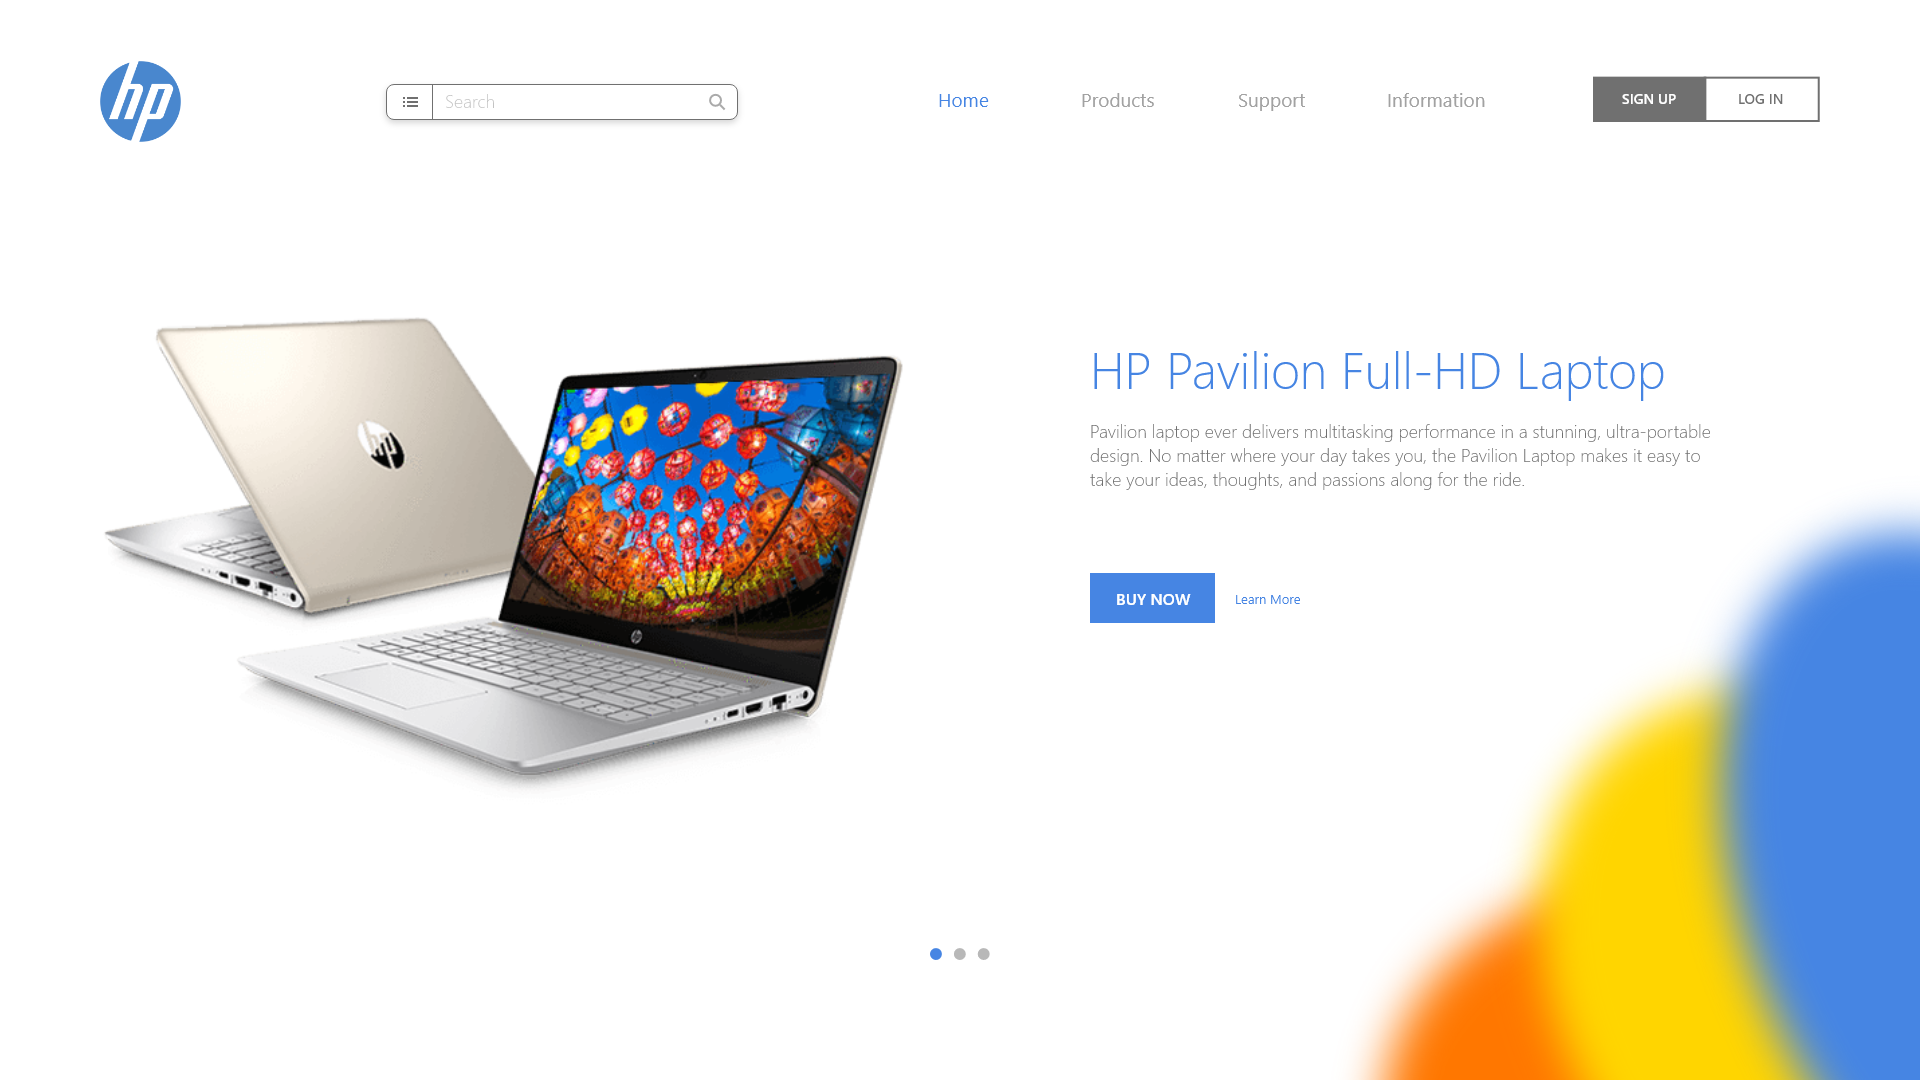 hp
Search
Home
Products
Support
Information
SIGN UP
LOG IN
hp
hp
HP Pavilion Full-HD Laptop
Pavilion laptop ever delivers multitasking performance in a stunning, ultra-portable
design. No matter where your day takes you, the Pavilion Laptop makes it easy to
take your ideas, thoughts, and passions along for the ride.
BUY NOW
Learn More